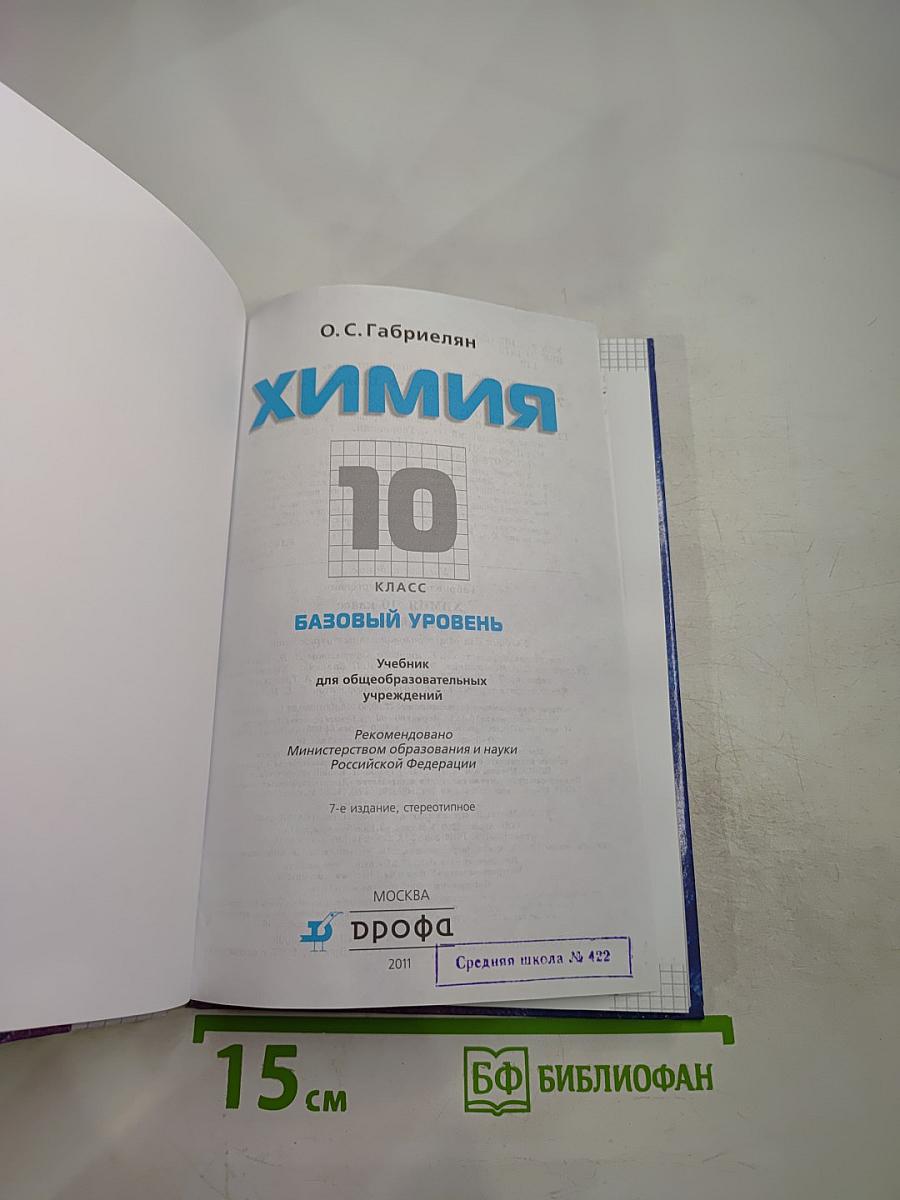 О. С. Габриелян
ХИМИЯ
10
КЛАСС
БАЗОВЫЙ УРОВЕНЬ
Учебник
для общеобразовательных
учреждений
Рекомендовано
Министерством образования и науки
Российской Федерации
7-е издание, стереотипное
МОСКВА
дрофа
2011
Средняя школа № 422
15 см
БФ БИБЛИОФАН